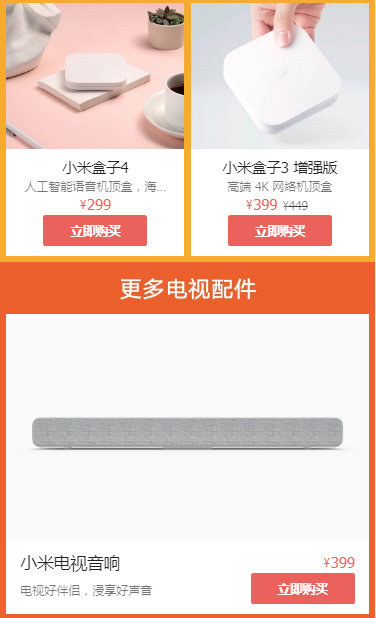 小米盒子4
人工智能语音机顶盒，海...
¥299
立即购买
小米盒子3 增强版
高端 4K 网络机顶盒
¥399 ¥449
立即购买
更多电视配件
小米电视音响
¥399
电视好伴侣，浸享好声音
立即购买